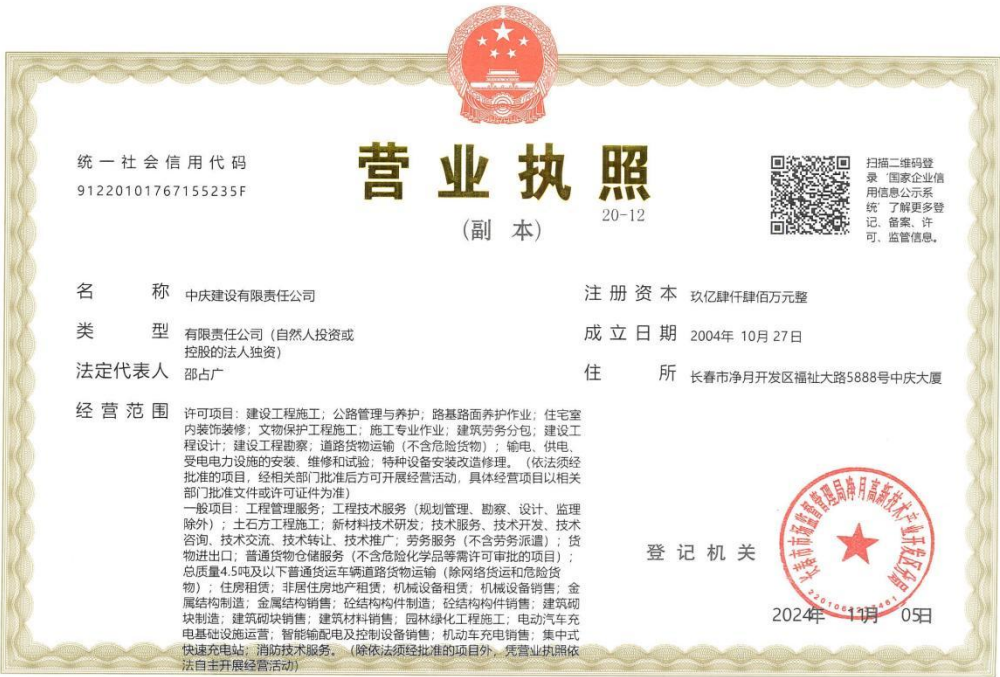 统一社会信用代码
91220101767155235F
营业执照
(副 本)
20-12
扫描二维码登
录‘国家企业信
用信息公示系
统’了解更多登
记、备案、许
可、监管信息。
名 称 中庆建设有限责任公司
类 型 有限责任公司（自然人投资或
控股的法人独资）
法定代表人 邵占广
经营范围 许可项目：建设工程施工；公路管理与养护；路基路面养护作业；住宅室
内装饰装修；文物保护工程施工；施工专业作业；建筑劳务分包；建设工
程设计；建设工程勘察；道路货物运输（不含危险货物）；输电、供电、
受电电力设施的安装、维修和试验；特种设备安装改造修理。（依法须经
批准的项目，经相关部门批准后方可开展经营活动，具体经营项目以相关
部门批准文件或许可证件为准）
一般项目：工程管理服务；工程技术服务（规划管理、勘察、设计、监理
除外）；土石方工程施工；新材料技术研发；技术服务、技术开发、技术
咨询、技术交流、技术转让、技术推广；劳务服务（不含劳务派遣）；货
物进出口；普通货物仓储服务（不含危险化学品等需许可审批的项目）；
总质量4.5吨及以下普通货运车辆道路货物运输（除网络货运和危险货
物）；住房租赁；非居住房地产租赁；机械设备租赁；机械设备销售；金
属结构制造；金属结构销售；砼结构构件制造；砼结构构件销售；建筑砌
块制造；建筑砌块销售；建筑材料销售；园林绿化工程施工；电动汽车充
电基础设施运营；智能输配电及控制设备销售；机动车充电销售；集中式
快速充电站；消防技术服务。（除依法须经批准的项目外，凭营业执照依
法自主开展经营活动）
注册资本 玖亿肆仟肆佰万元整
成立日期 2004年 10月 27日
住 所 长春市净月开发区福祉大路5888号中庆大厦
登记机关
长春市市场监督管理局净月高新技术产业开发区分局
2024年 11月 05日